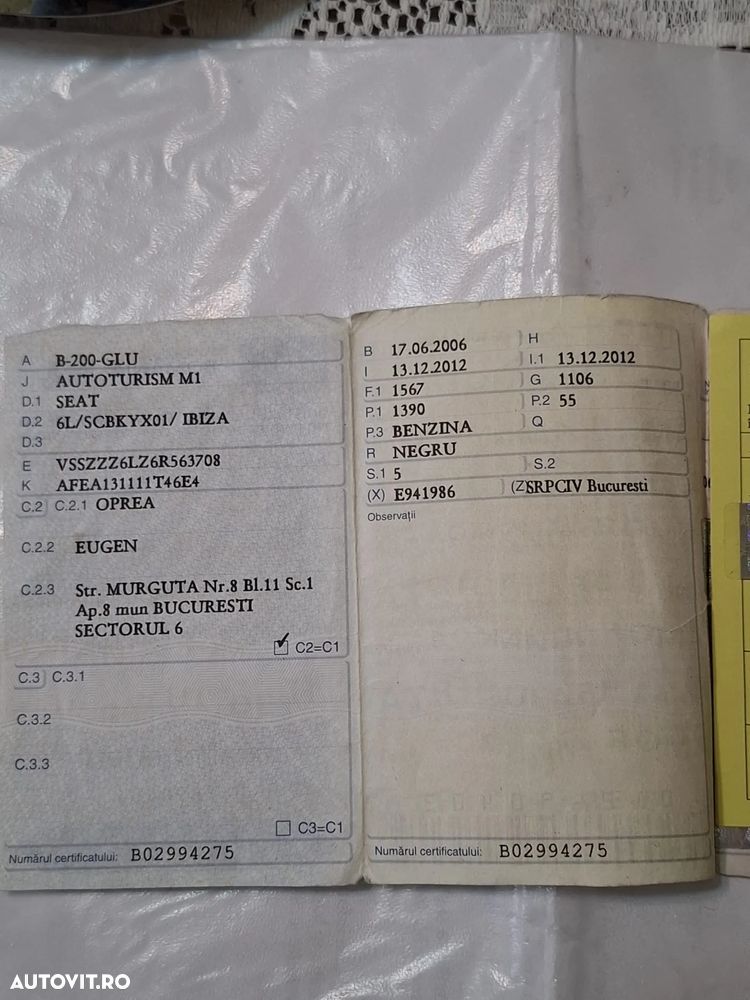 A B-200-GLU
J AUTOTURISM M1
D.1 SEAT
D.2 6L/SCBKYX01/ IBIZA
D.3
E VSSZZZ6LZ6R563708
K AFEA131111T46E4
C.2 C.2.1 OPREA
C.2.2 EUGEN
C.2.3 Str. MURGUTA Nr.8 Bl.11 Sc.1
Ap.8 mun BUCURESTI
SECTORUL 6
C2=C1
C.3 C.3.1
C.3.2
C.3.3
C3=C1
Numărul certificatului: B02994275
B 17.06.2006 H
I 13.12.2012 I.1 13.12.2012
F.1 1567 G 1106
P.1 1390 P.2 55
P.3 BENZINA Q
R NEGRU
S.1 5 S.2
(X) E941986 (Z) SRPCIV Bucuresti
Observații
Numărul certificatului: B02994275
AUTOVIT.RO